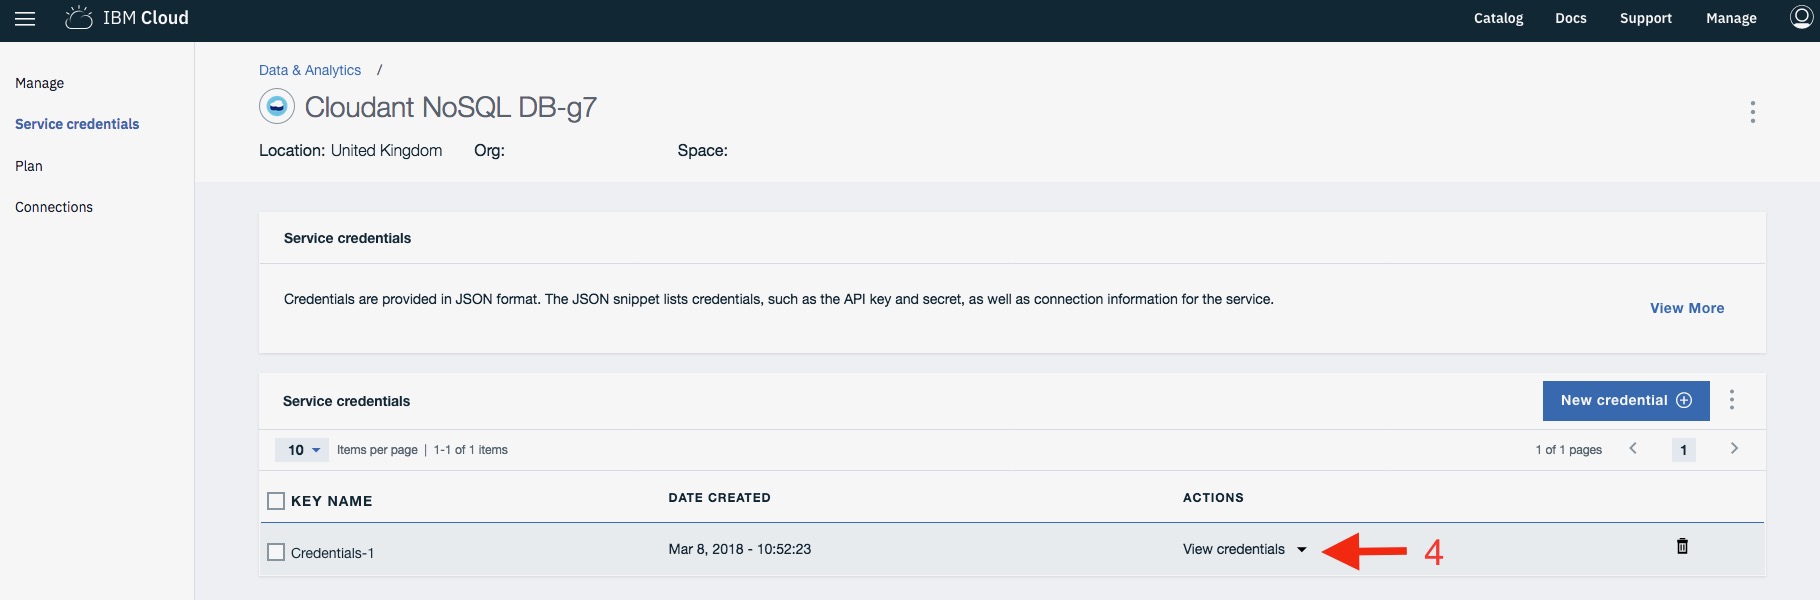 IBM Cloud
Catalog Docs Support Manage
Manage
Service credentials
Plan
Connections
Data & Analytics /
Cloudant NoSQL DB-g7
Location: United Kingdom Org: Space:
Service credentials
Credentials are provided in JSON format. The JSON snippet lists credentials, such as the API key and secret, as well as connection information for the service.
View More
Service credentials
New credential
10 Items per page | 1-1 of 1 items
1 of 1 pages < 1 >
KEY NAME DATE CREATED ACTIONS
Credentials-1 Mar 8, 2018 - 10:52:23 View credentials 4